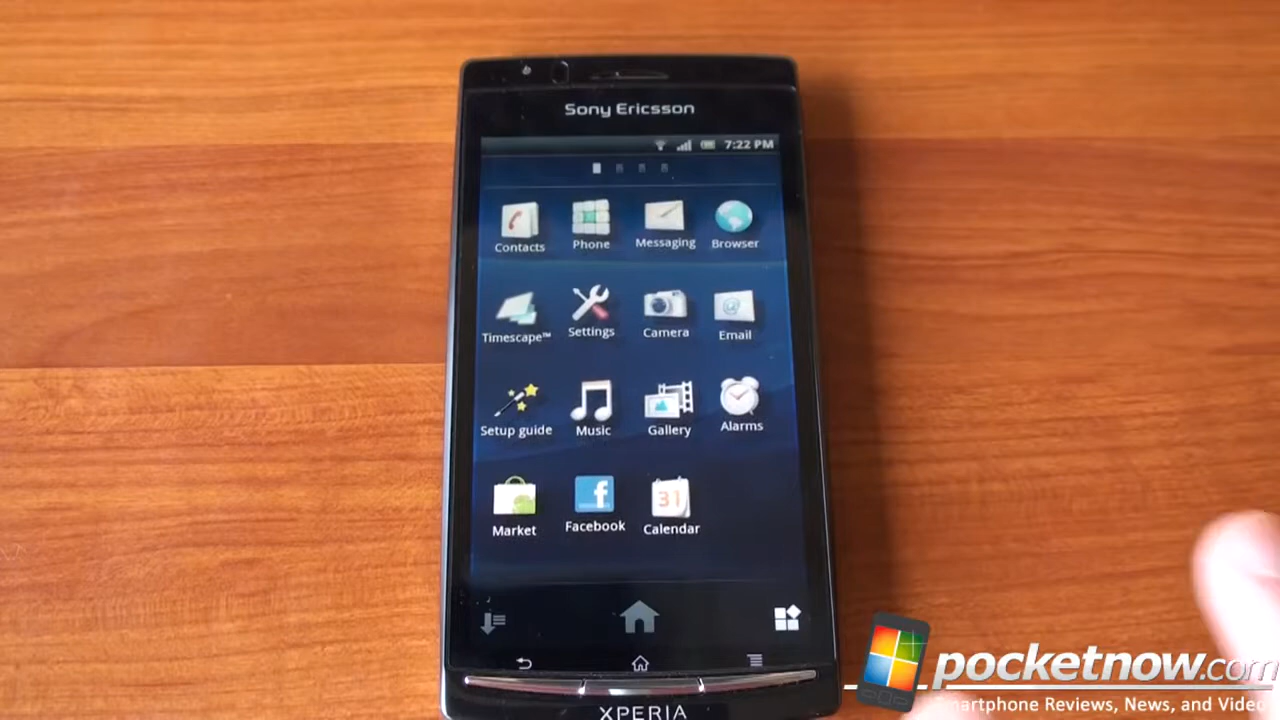 Sony Ericsson
7:22 PM
Contacts Phone Messaging Browser
Timescape™ Settings Camera Email
Setup guide Music Gallery Alarms
31
Market Facebook Calendar
XPERIA
pocketnow.com
Smartphone Reviews, News, and Video